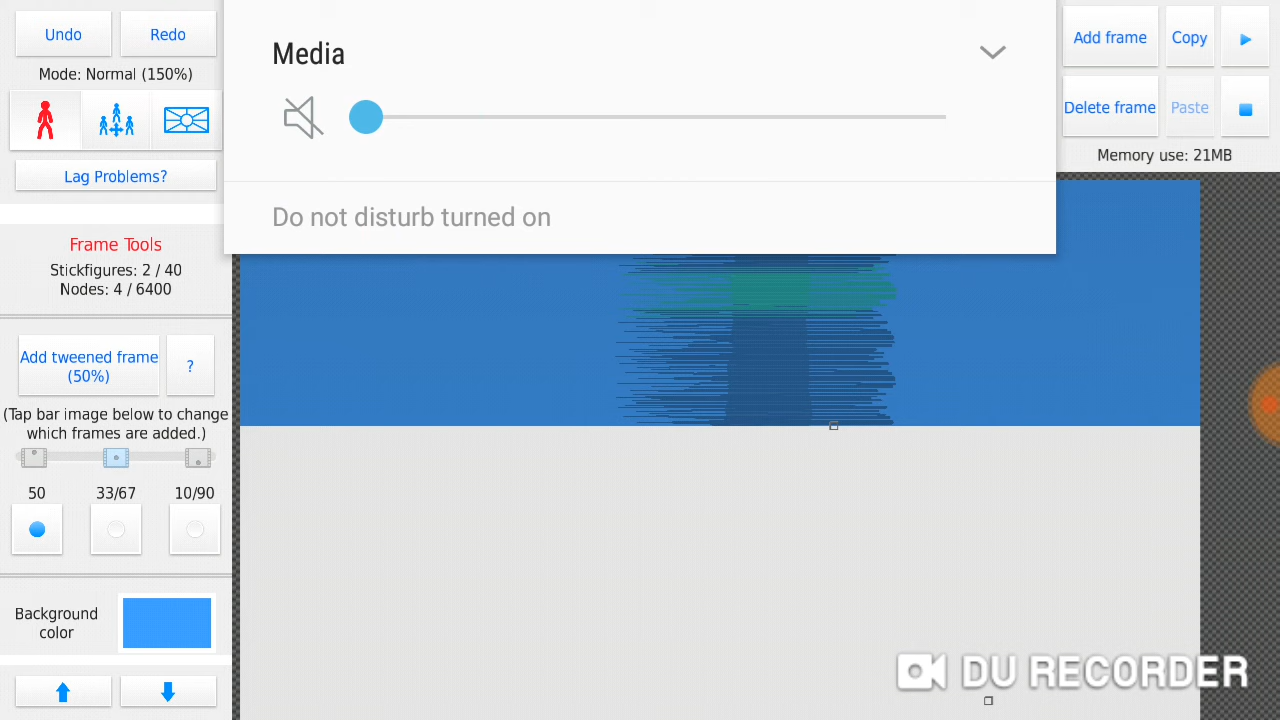 Undo
Redo
Mode: Normal (150%)
Lag Problems?
Frame Tools
Stickfigures: 2 / 40
Nodes: 4 / 6400
Add tweened frame
(50%)
?
(Tap bar image below to change
which frames are added.)
50
33/67
10/90
Background
color
Media
Do not disturb turned on
Add frame
Copy
Delete frame
Paste
Memory use: 21MB
DU RECORDER